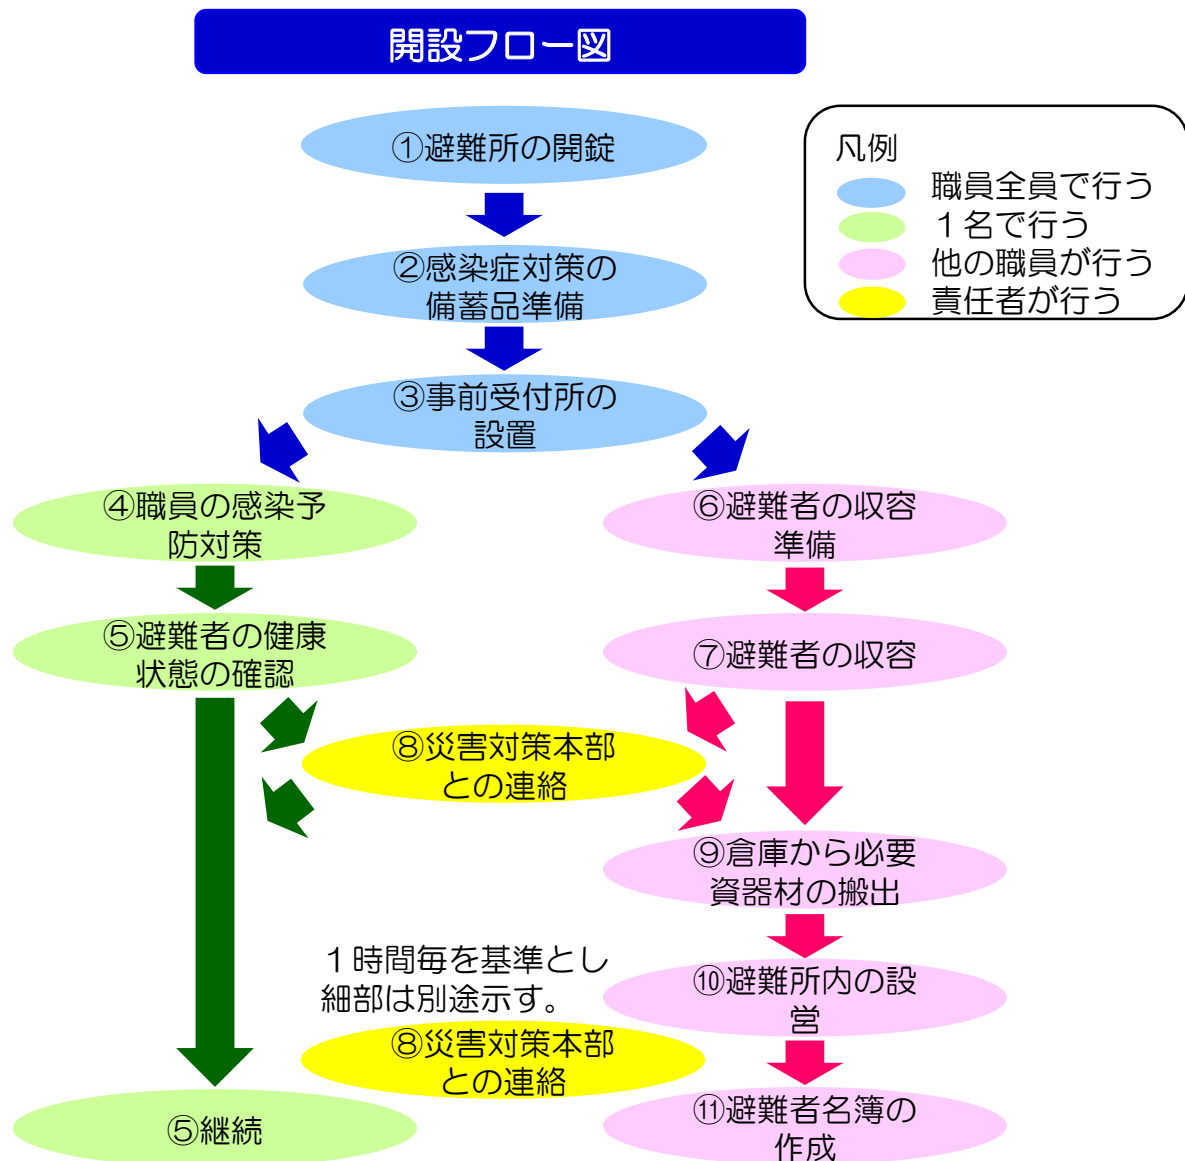 開設フロー図
①避難所の開錠
凡例
職員全員で行う
１名で行う
他の職員が行う
責任者が行う
②感染症対策の
備蓄品準備
③事前受付所の
設置
④職員の感染予
防対策
⑥避難者の収容
準備
⑤避難者の健康
状態の確認
⑦避難者の収容
⑧災害対策本部
との連絡
⑨倉庫から必要
資器材の搬出
１時間毎を基準とし
細部は別途示す。
⑩避難所内の設
営
⑧災害対策本部
との連絡
⑤継続
⑪避難者名簿の
作成